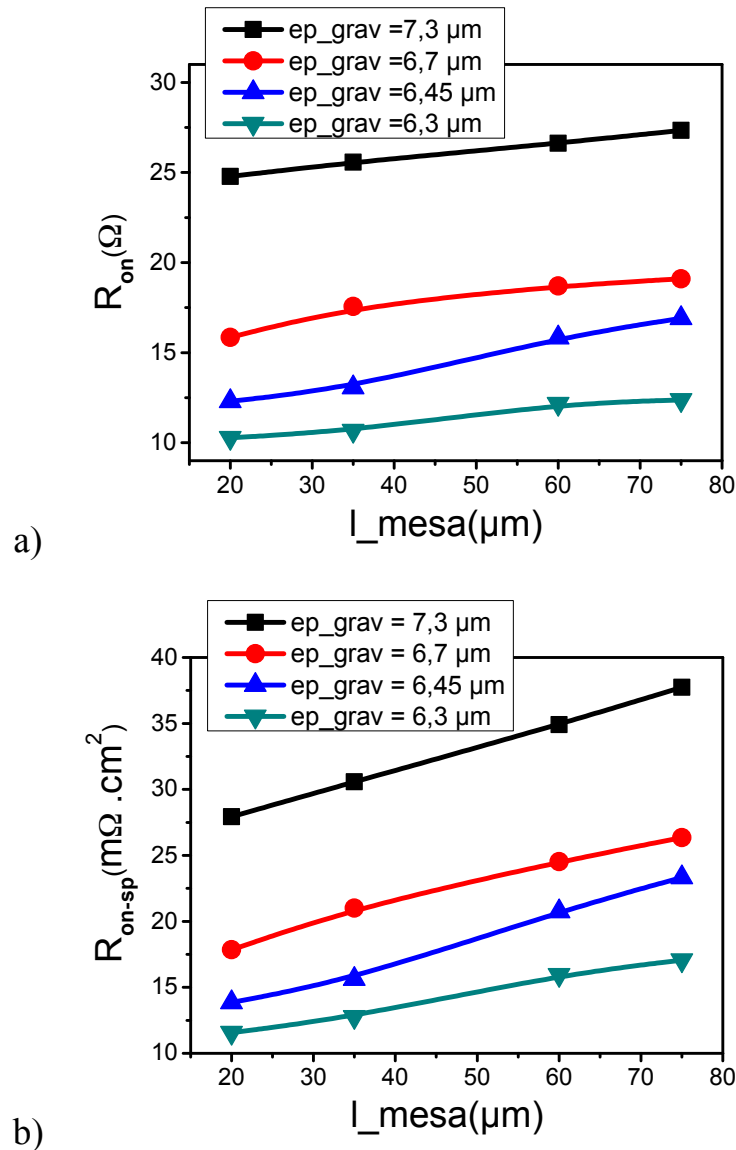 ep_grav =7,3 µm
ep_grav =6,7 µm
ep_grav =6,45 µm
ep_grav =6,3 µm
30
25
20
15
10
R_on(Ω)
20 30 40 50 60 70 80
l_mesa(µm)
a)
ep_grav = 7,3 µm
ep_grav = 6,7 µm
ep_grav = 6,45 µm
ep_grav = 6,3 µm
40
35
30
25
20
15
10
R_on-sp(mΩ .cm²)
20 30 40 50 60 70 80
l_mesa(µm)
b)